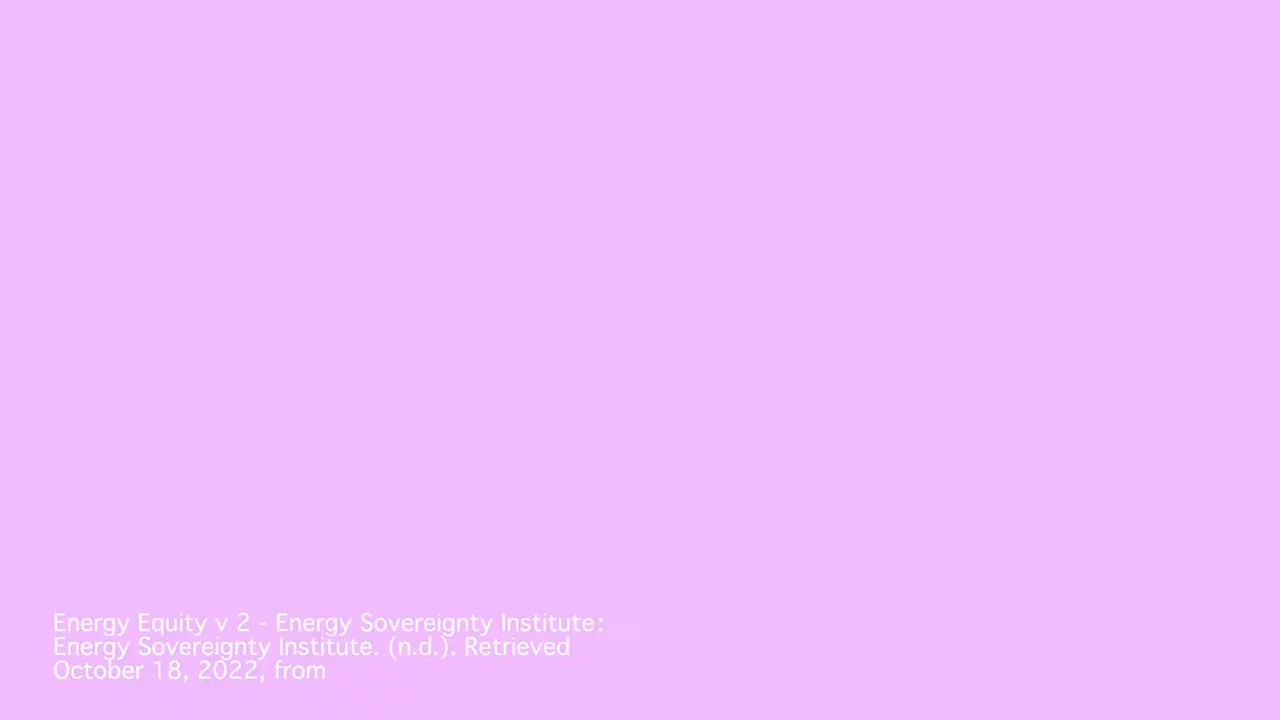 Energy Equity v 2 - Energy Sovereignty Institute:
Energy Sovereignty Institute. (n.d.). Retrieved
October 18, 2022, from